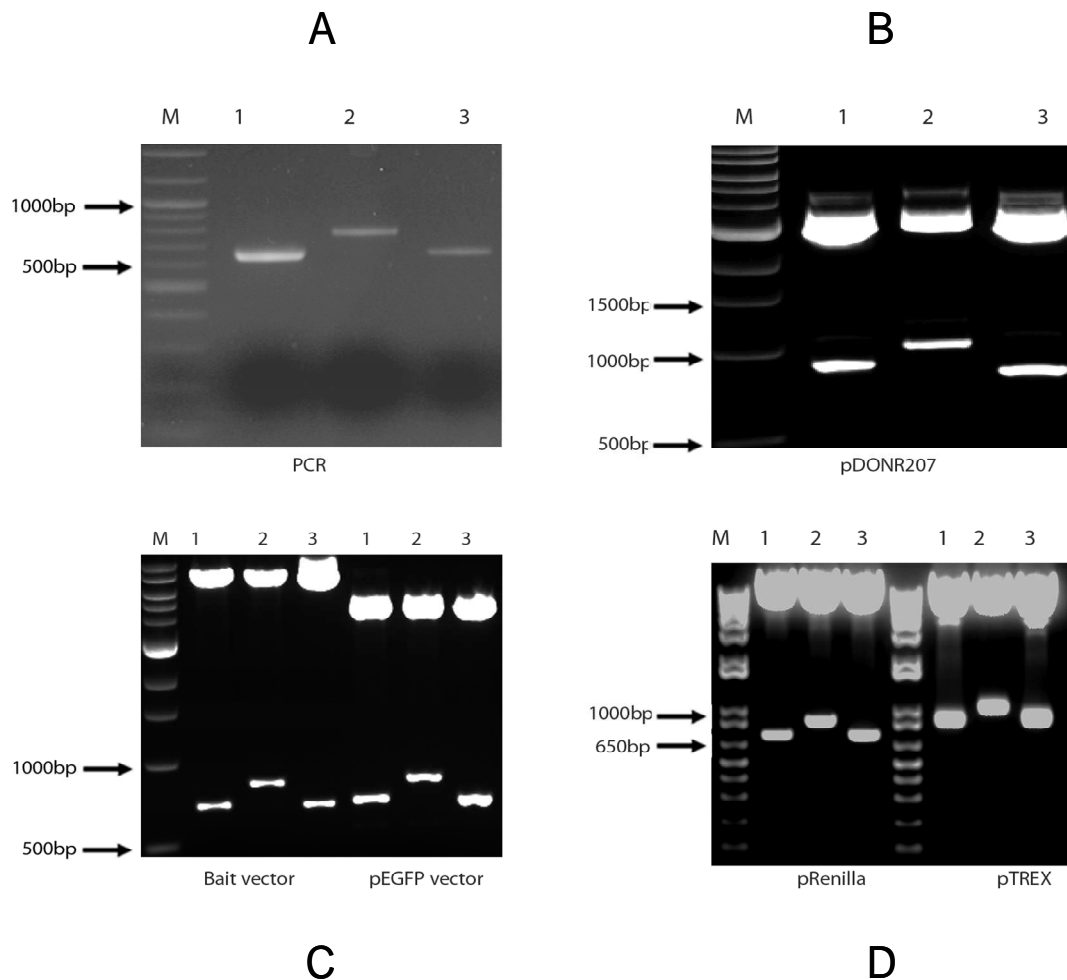 A
B
M 1 2 3
M 1 2 3
1000bp
500bp
1500bp
1000bp
500bp
PCR
pDONR207
M 1 2 3 1 2 3
M 1 2 3 1 2 3
1000bp
500bp
1000bp
650bp
Bait vector pEGFP vector
pRenilla pTREX
C
D